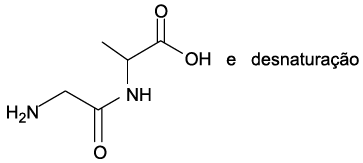 O
OH e desnaturação
NH
H₂N
O